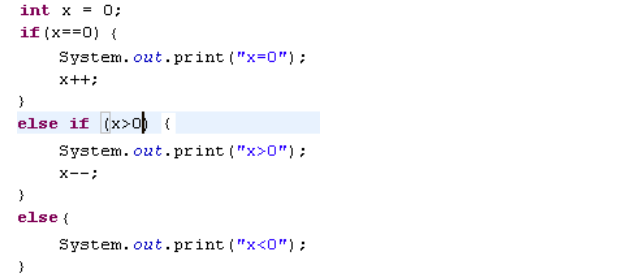 int x = 0;
if(x==0) {
System.out.print("x=0");
x++;
}
else if (x>0) {
System.out.print("x>0");
x--;
}
else{
System.out.print("x<0");
}